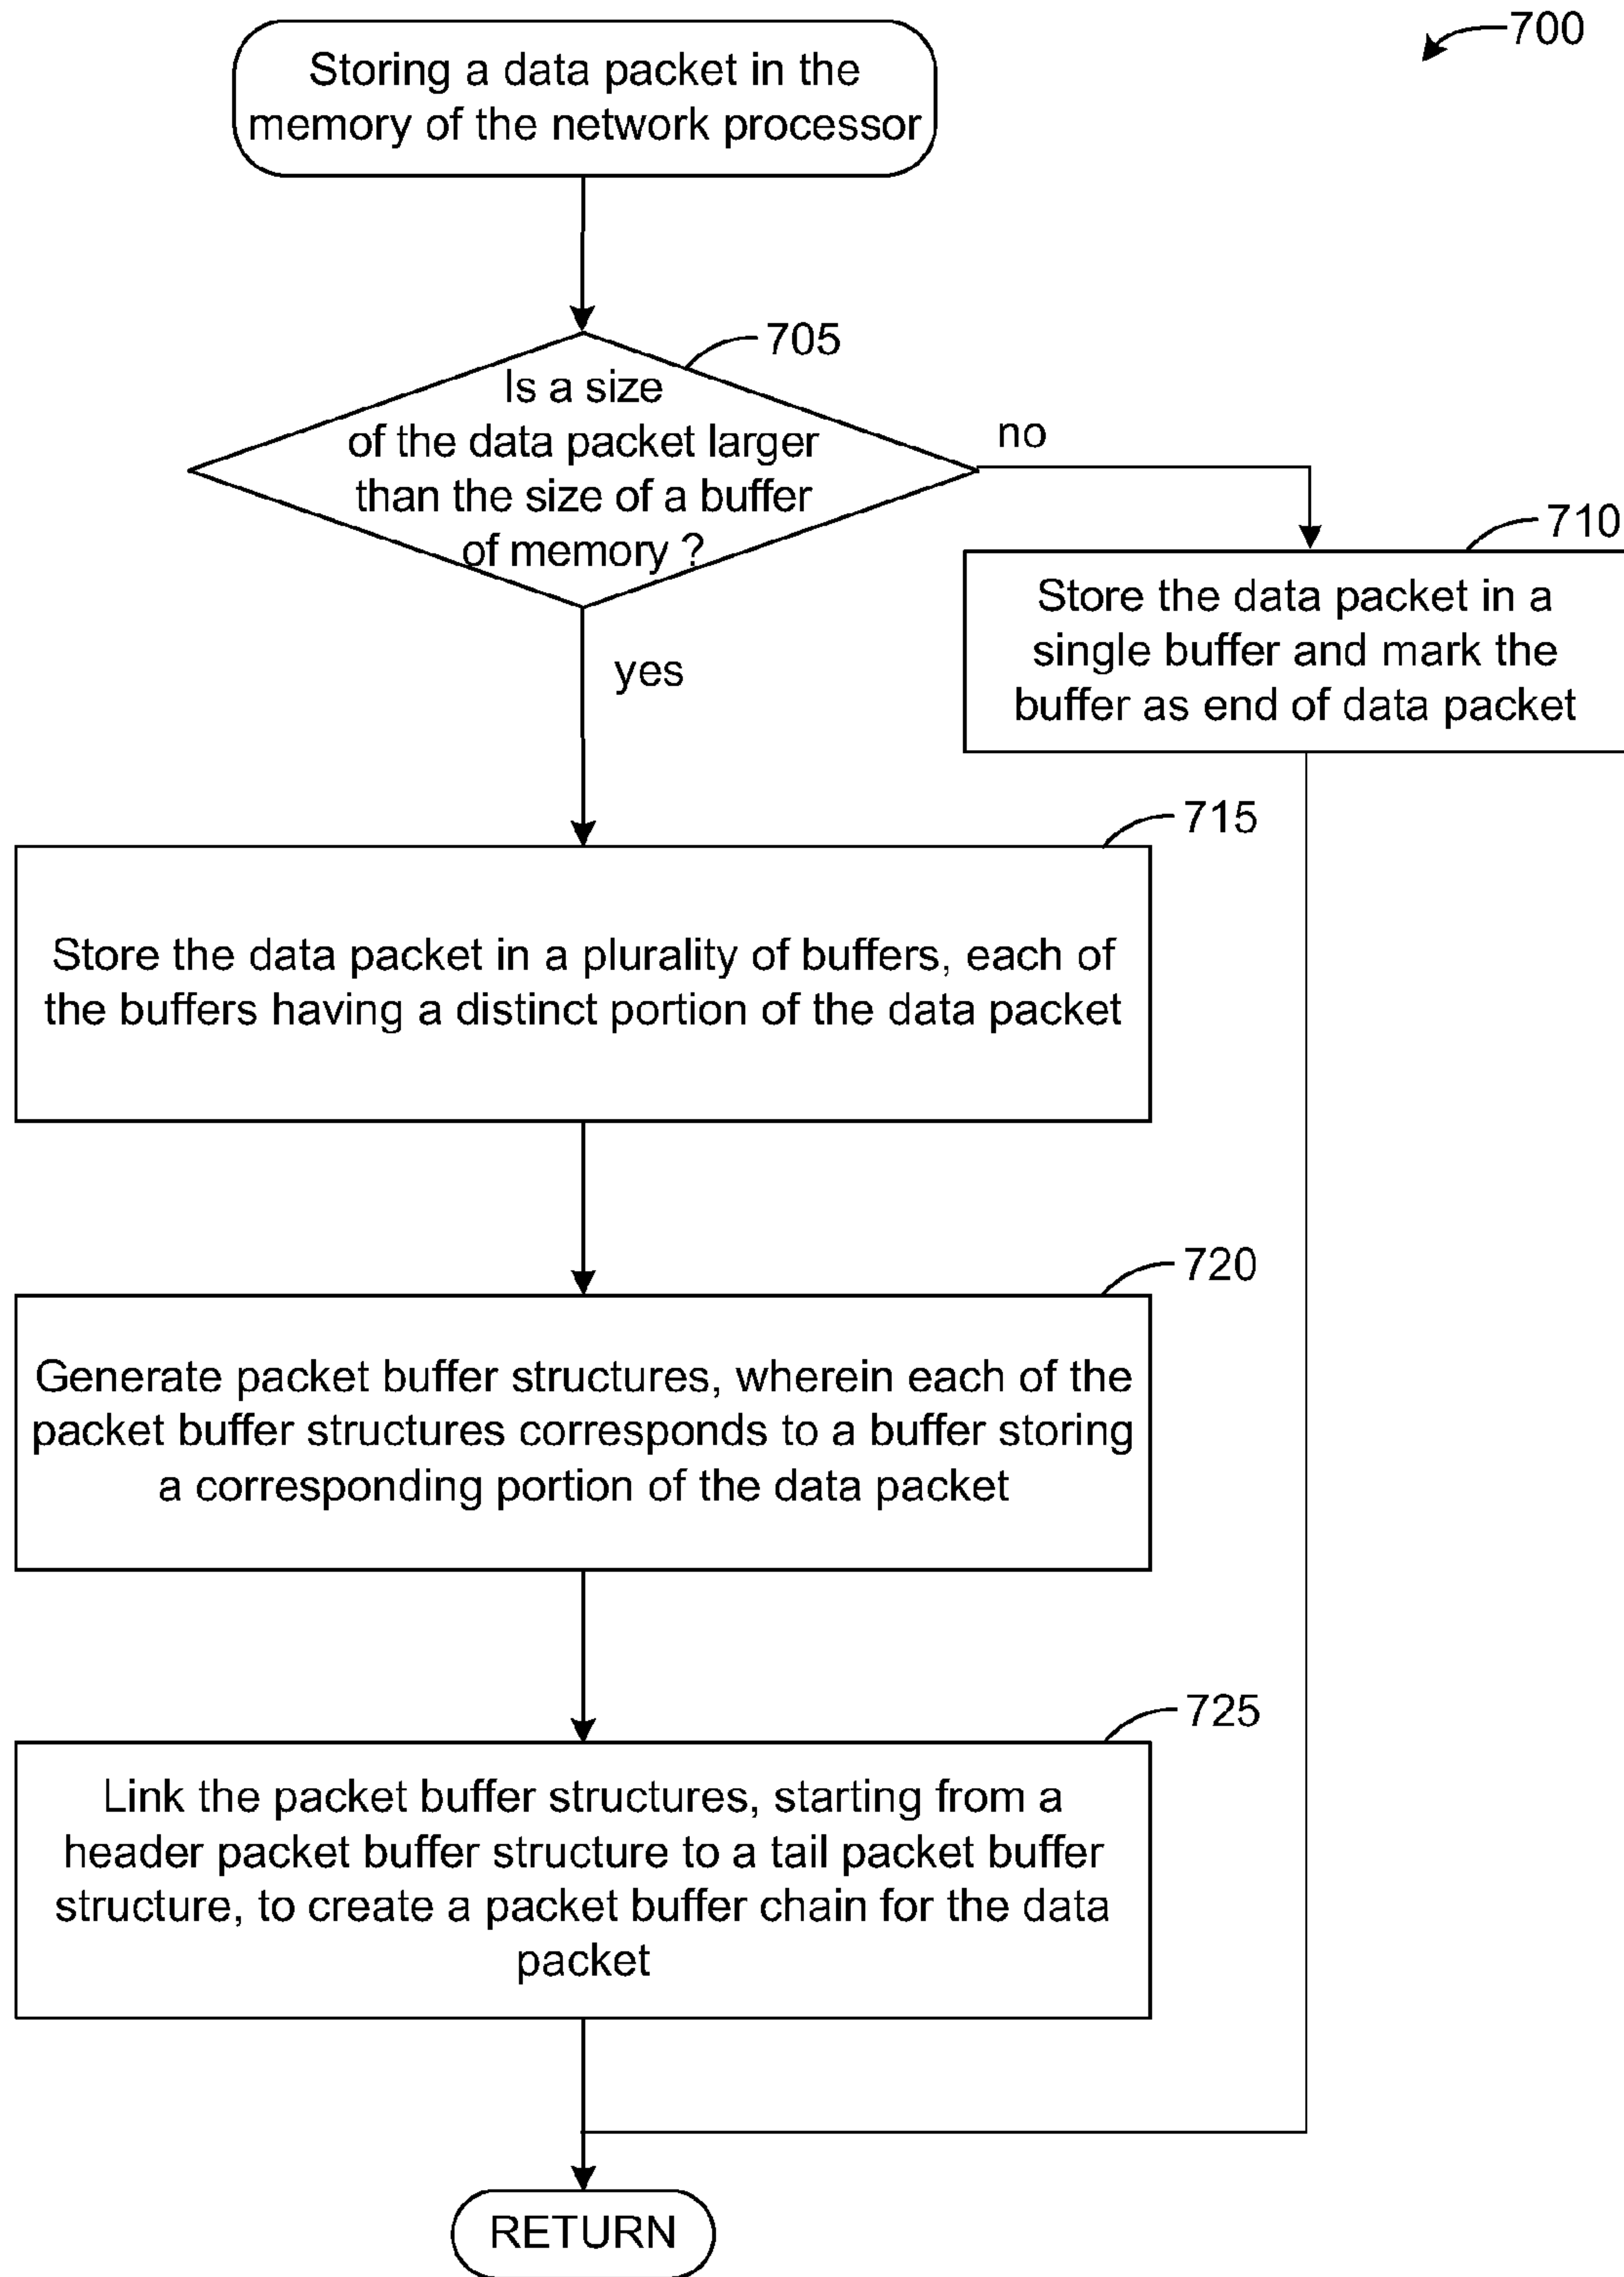 700
Storing a data packet in the
memory of the network processor
705
Is a size
of the data packet larger
than the size of a buffer
of memory ?
no
yes
710
Store the data packet in a
single buffer and mark the
buffer as end of data packet
715
Store the data packet in a plurality of buffers, each of
the buffers having a distinct portion of the data packet
720
Generate packet buffer structures, wherein each of the
packet buffer structures corresponds to a buffer storing
a corresponding portion of the data packet
725
Link the packet buffer structures, starting from a
header packet buffer structure to a tail packet buffer
structure, to create a packet buffer chain for the data
packet
RETURN